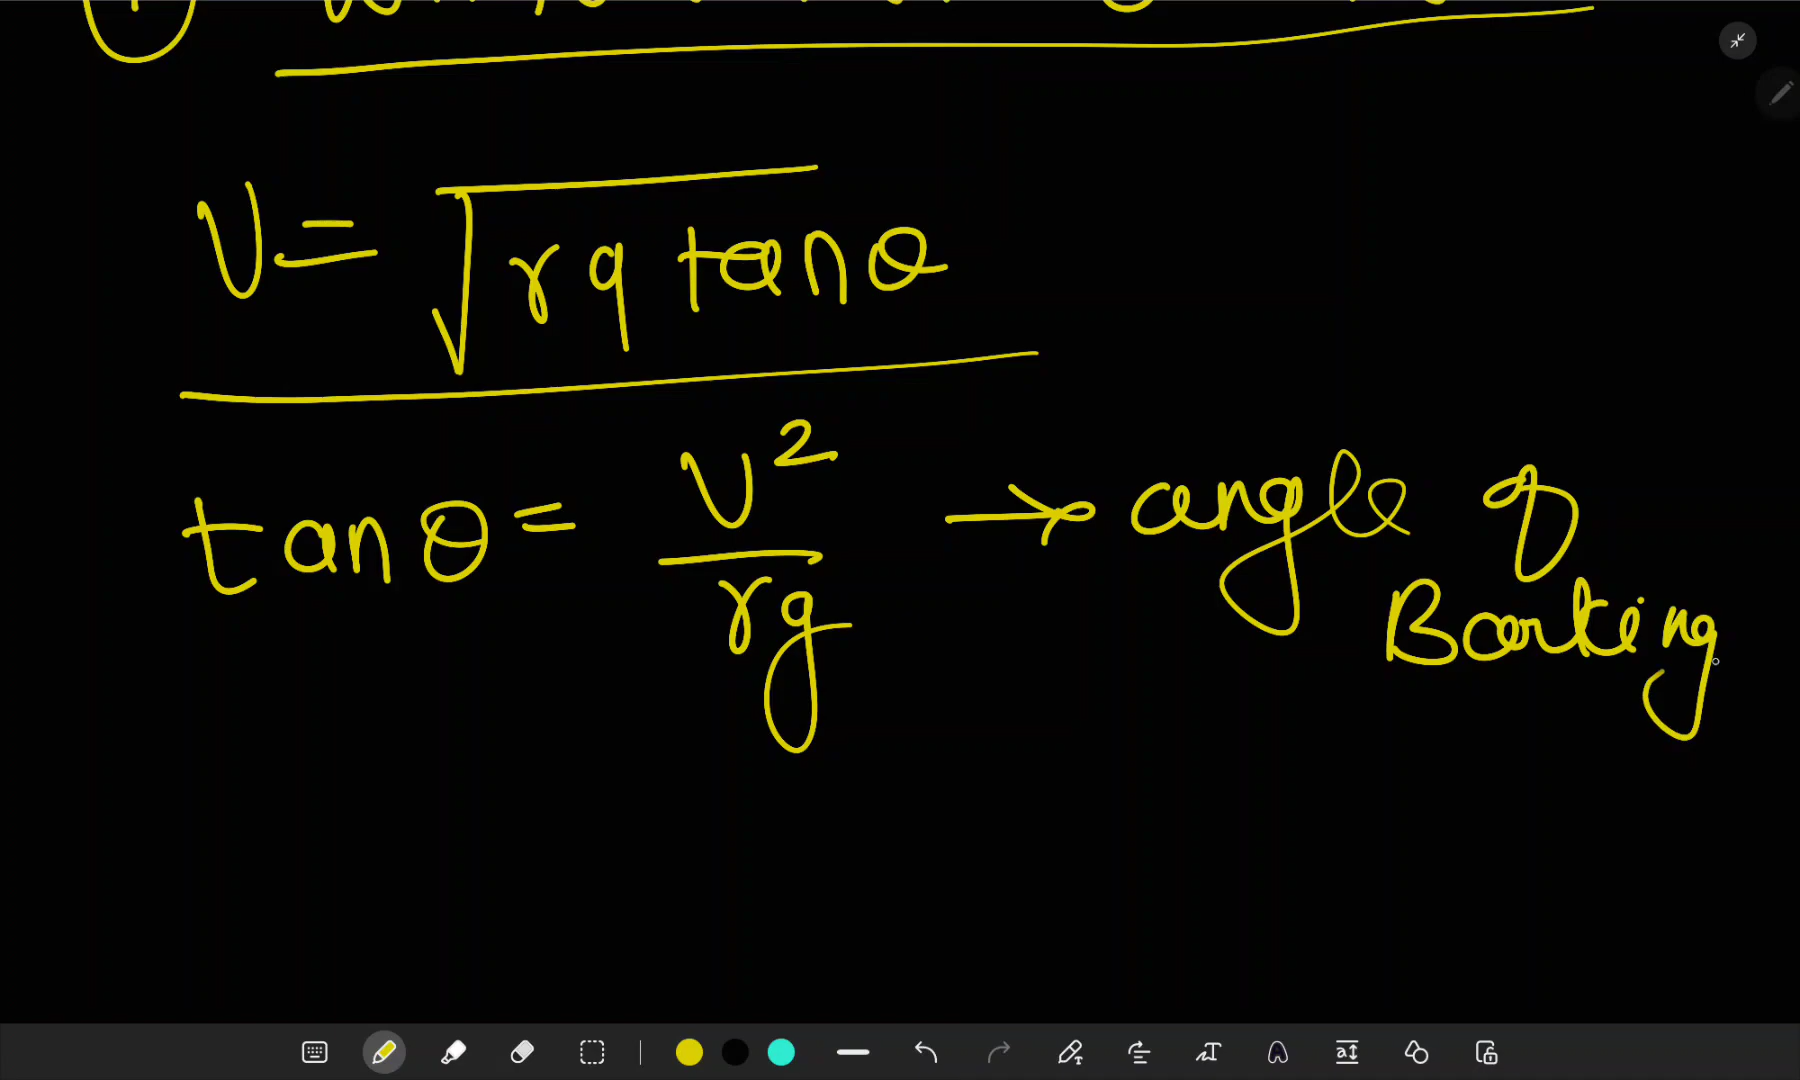 V = √rg tanθ
tanθ = V²/rg → angle of
Banking